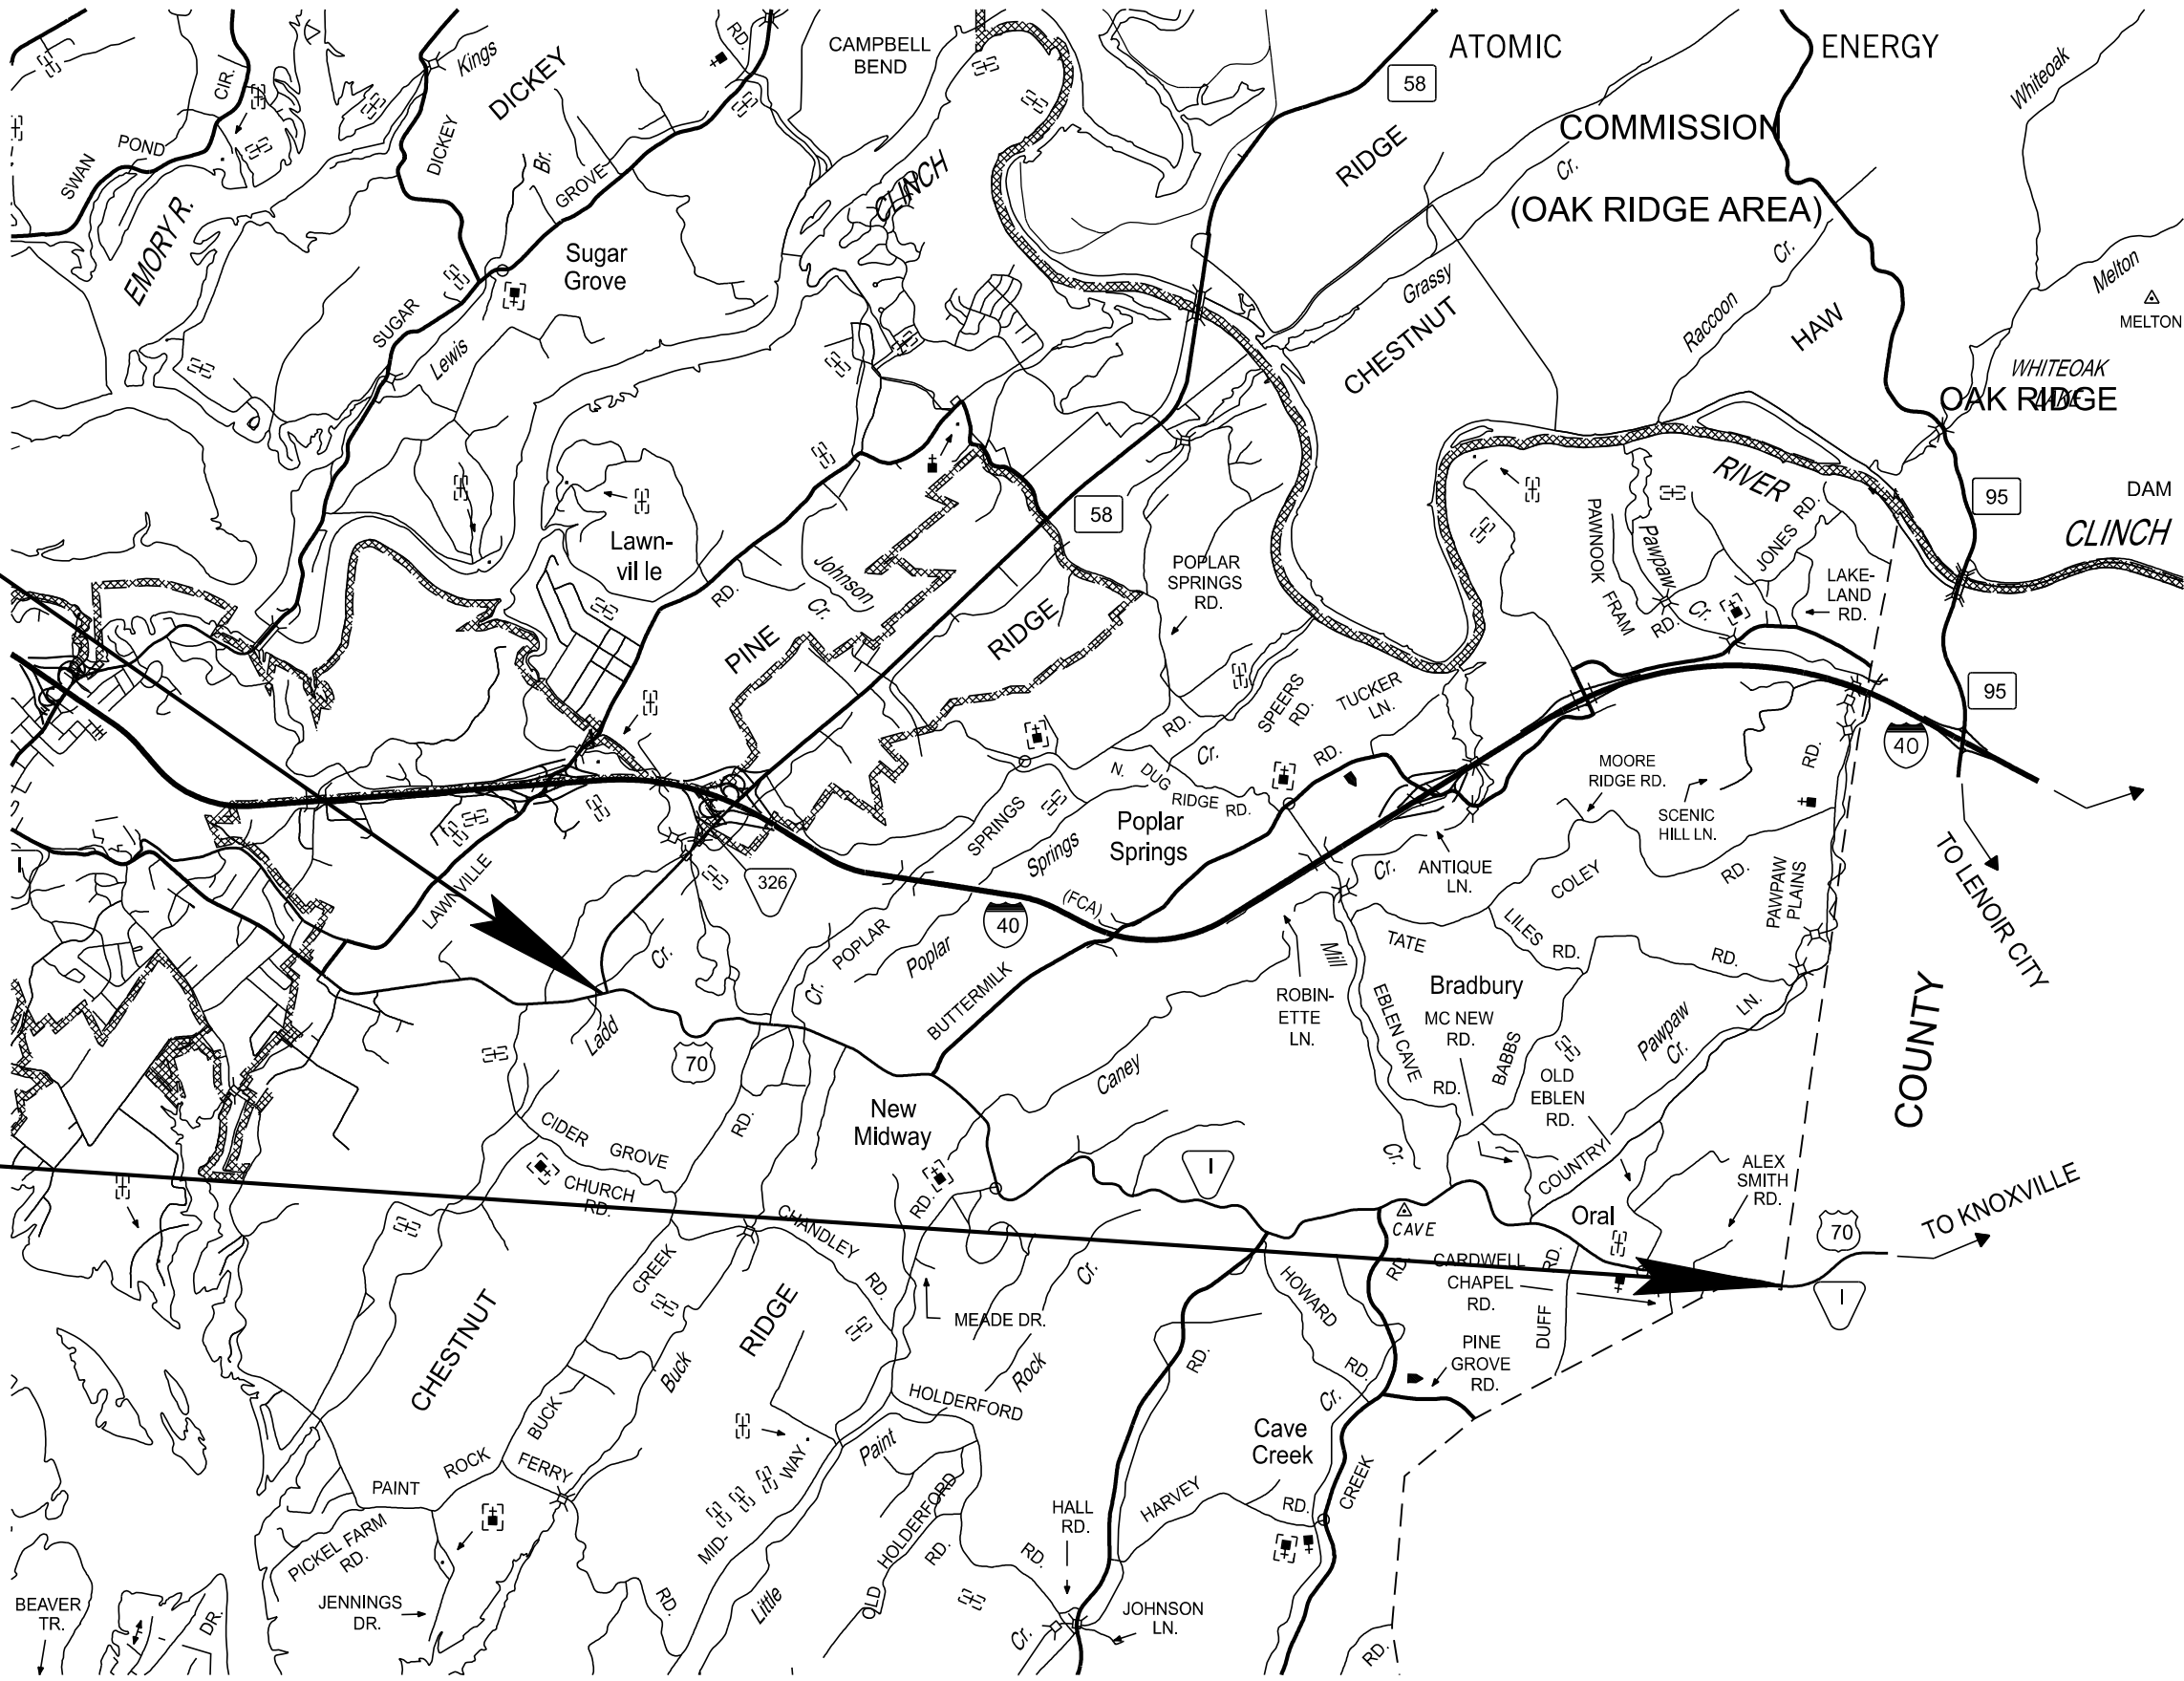 CAMPBELL
BEND
ATOMIC
ENERGY
RD.
Kings
DICKEY
58
Whiteoak
CIR.
COMMISSION
POND
SWAN
DICKEY
Br.
GROVE
CLINCH
RIDGE
Cr.
(OAK RIDGE AREA)
EMORY R.
Sugar
Grove
Cr.
Melton
MELTON
Grassy
SUGAR
Lewis
CHESTNUT
Raccoon
HAW
WHITEOAK
LAKE
OAK RIDGE
RIVER
95
DAM
CLINCH
58
Lawn-
vil le
Johnson
Cr.
RD.
POPLAR
SPRINGS
RD.
PAWNOOK
FRAM
RD.
Pawpaw
Cr.
JONES RD.
LAKE-
LAND
RD.
PINE
RIDGE
SPEERS
RD.
TUCKER
LN.
95
40
RD.
Cr.
RD.
N.
DUG
RIDGE RD.
MOORE
RIDGE RD.
SCENIC
HILL LN.
RD.
Poplar
Springs
SPRINGS
Springs
326
I
LAWNVILLE
(FCA)
40
POPLAR
Poplar
Cr.
ANTIQUE
LN.
COLEY
RD.
PAWPAW
PLAINS
TO LENOIR CITY
LILES
RD.
RD.
TATE
Mill
Cr.
Cr.
Ladd
BUTTERMILK
ROBIN-
ETTE
LN.
EBLEN CAVE
RD.
Bradbury
MC NEW
RD.
BABBS
OLD
EBLEN
RD.
Pawpaw
Cr.
LN.
COUNTY
70
Caney
New
Midway
CIDER
GROVE
RD.
CHURCH
RD.
Cr.
COUNTRY
ALEX
SMITH
RD.
I
RD.
CHANDLEY
RD.
CAVE
Oral
TO KNOXVILLE
70
I
CREEK
Cr.
HOWARD
RD.
RD.
CARDWELL
CHAPEL
RD.
RD.
DUFF
MEADE DR.
CHESTNUT
RIDGE
Buck
Rock
RD.
PINE
GROVE
RD.
HOLDERFORD
Cr.
BUCK
Paint
Cave
Creek
ROCK
FERRY
PAINT
WAY
MID-
HOLDERFORD
HARVEY
RD.
CREEK
HALL
RD.
PICKEL FARM
RD.
RD.
RD.
OLD
JENNINGS
DR.
BEAVER
TR.
DR.
RD.
Little
Cr.
JOHNSON
LN.
RD.